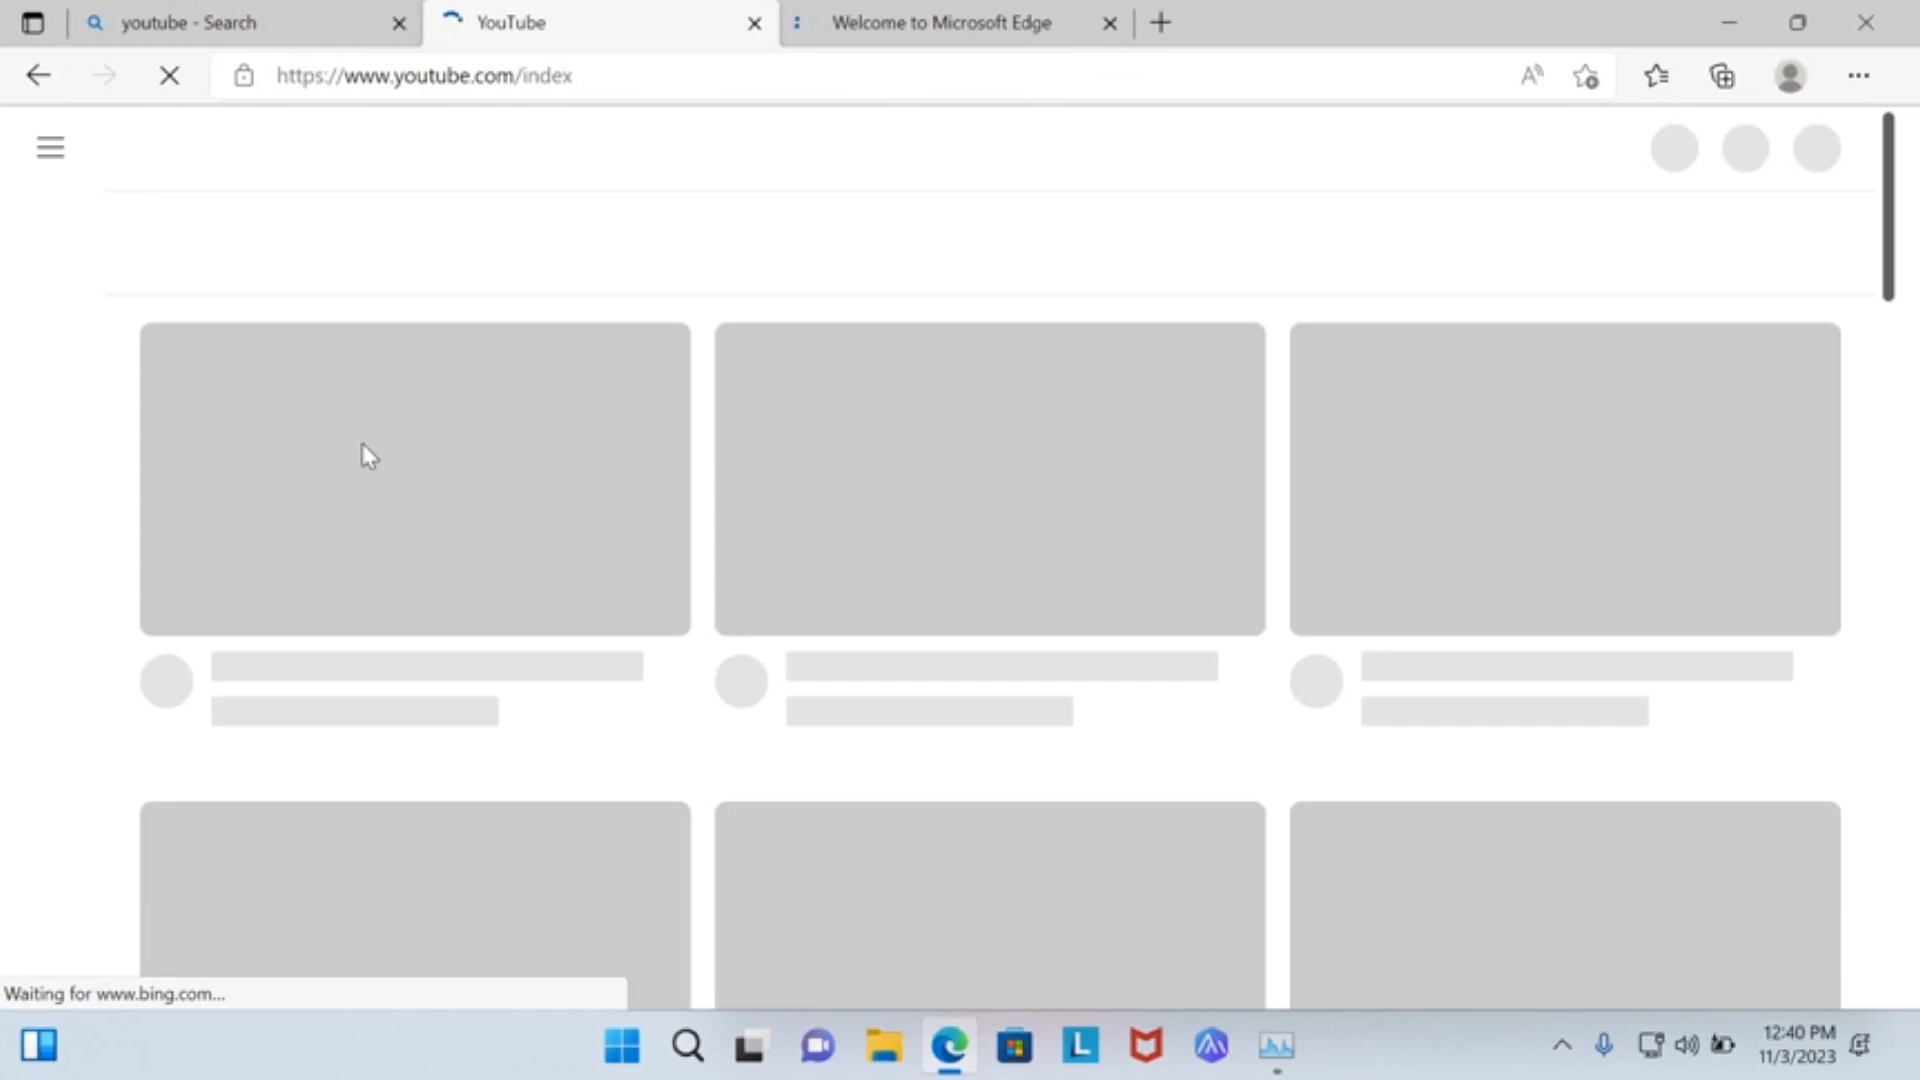 youtube - Search
YouTube
Welcome to Microsoft Edge
https://www.youtube.com/index
Waiting for www.bing.com...
L
12:40 PM
11/3/2023